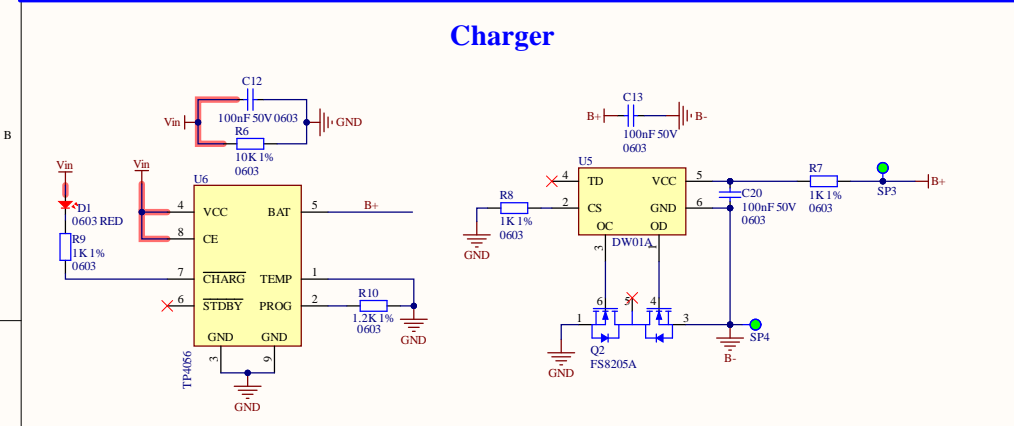 Charger
B
C12
Vin
100nF 50V 0603
GND
R6
10K 1%
0603
Vin
Vin
D1
0603 RED
R9
1K 1%
0603
U6
4
VCC
BAT
5
B+
8
CE
7
CHARG
TEMP
1
6
STDBY
PROG
2
R10
1.2K 1%
0603
GND
GND
GND
3
9
TP4056
GND
C13
B+
B-
100nF 50V
0603
U5
4
TD
VCC
5
2
CS
GND
6
OC
OD
DW01A
3
1
R8
1K 1%
0603
GND
R7
1K 1%
0603
SP3
B+
C20
100nF 50V
0603
6
5
4
1
3
Q2
FS8205A
GND
SP4
B-